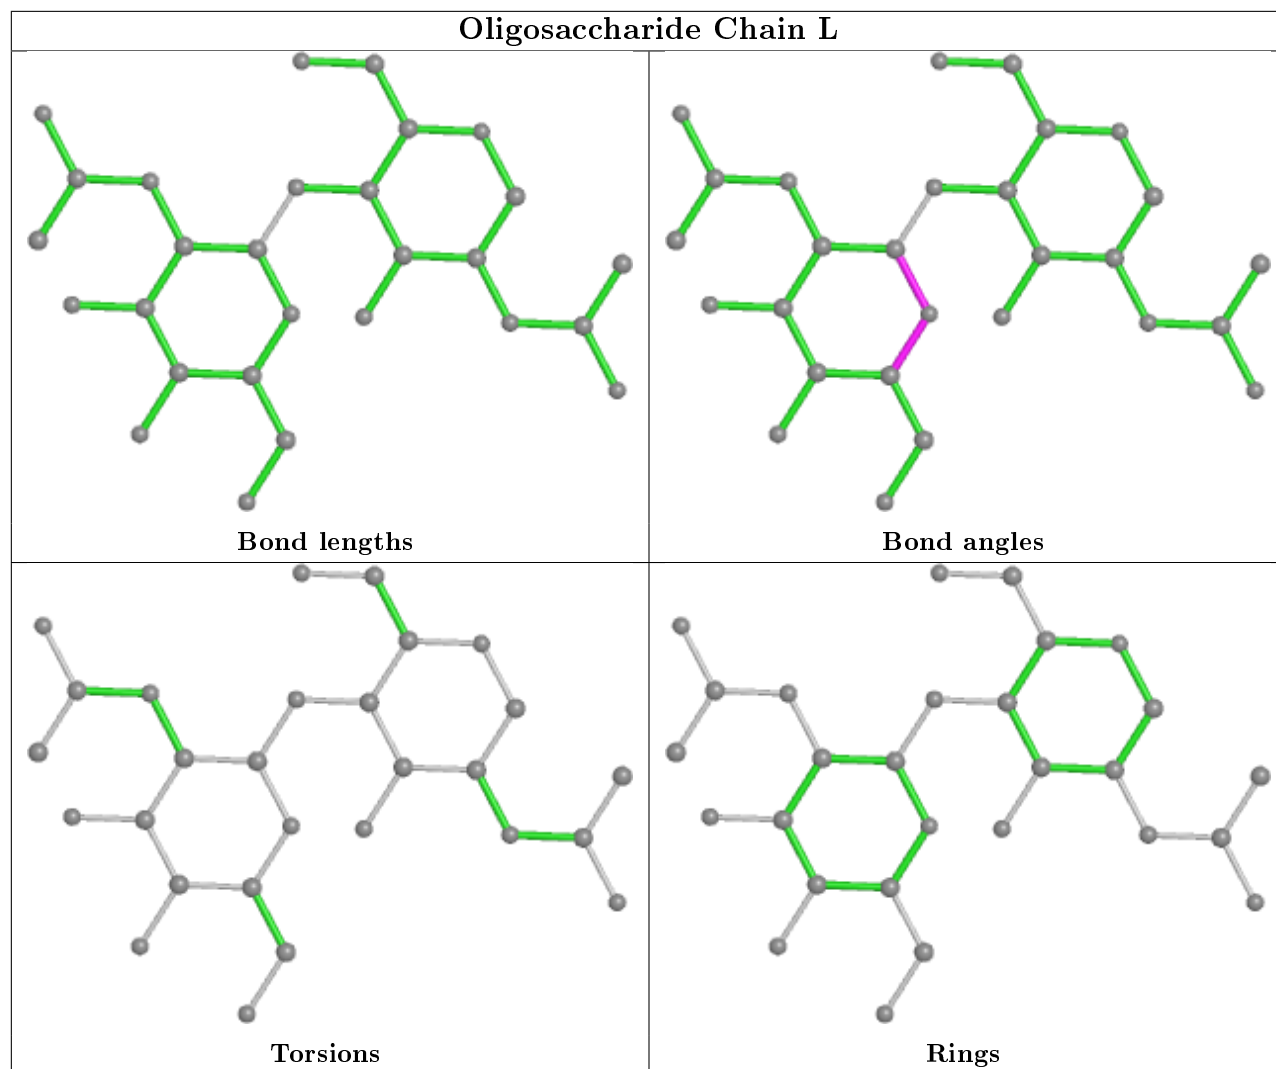 Oligosaccharide Chain L
Bond lengths
Bond angles
Torsions
Rings